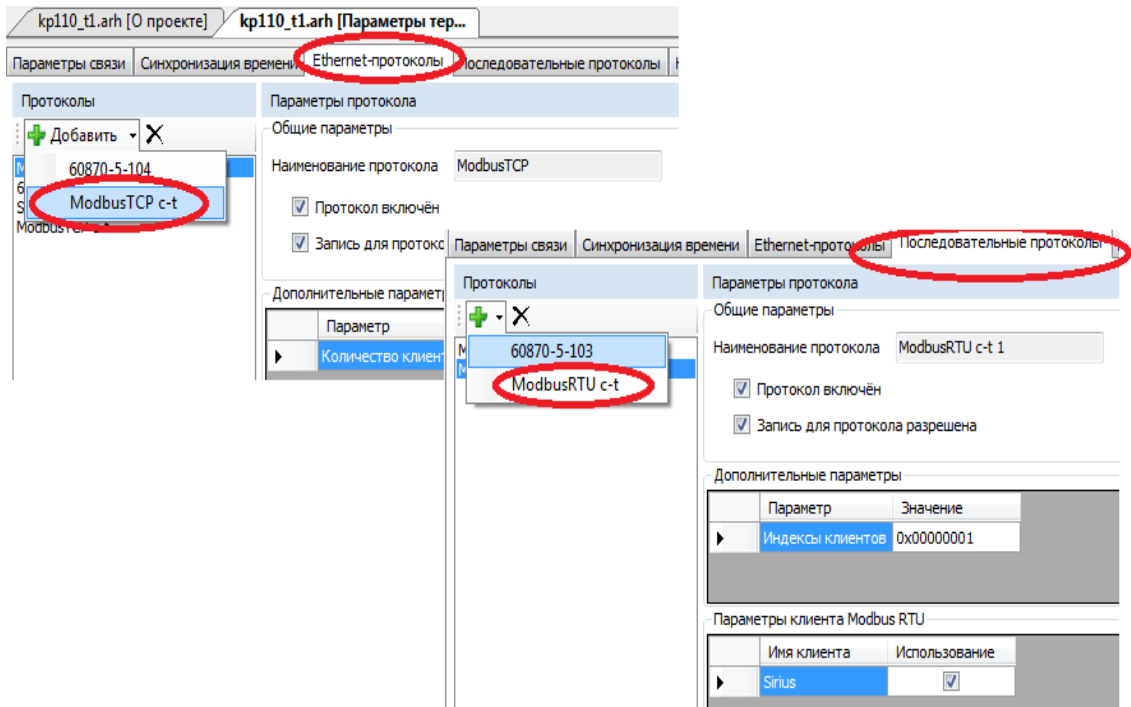 kp110_t1.arh [О проекте] kp110_t1.arh [Параметры тер...
Параметры связи Синхронизация времени Ethernet-протоколы Последовательные протоколы
Протоколы Параметры протокола
Добавить Общие параметры
60870-5-104 Наименование протокола ModbusTCP
ModbusTCP c-t
Протокол включён
Запись для протоко
Дополнительные парамет
Параметр
Количество клиен
Параметры связи Синхронизация времени Ethernet-протоколы Последовательные протоколы
Протоколы Параметры протокола
Общие параметры
60870-5-103 Наименование протокола ModbusRTU c-t 1
ModbusRTU c-t
Протокол включён
Запись для протокола разрешена
Дополнительные параметры
Параметр Значение
Индексы клиентов 0x00000001
Параметры клиента Modbus RTU
Имя клиента Использование
Sirius